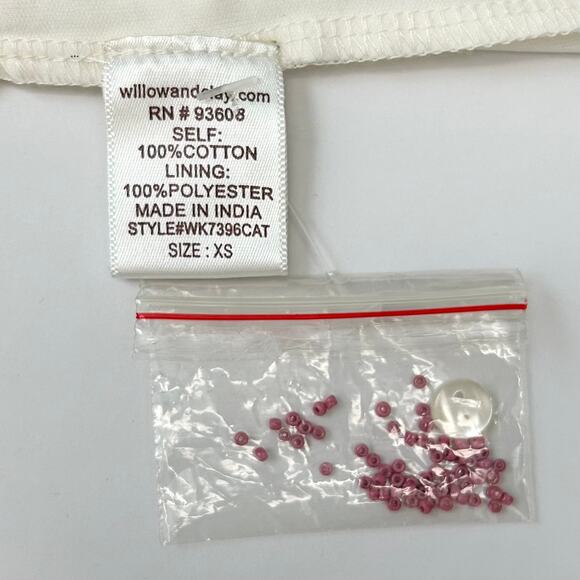 willowandclay.com
RN # 93608
SELF:
100%COTTON
LINING:
100%POLYESTER
MADE IN INDIA
STYLE#WK7396CAT
SIZE : XS